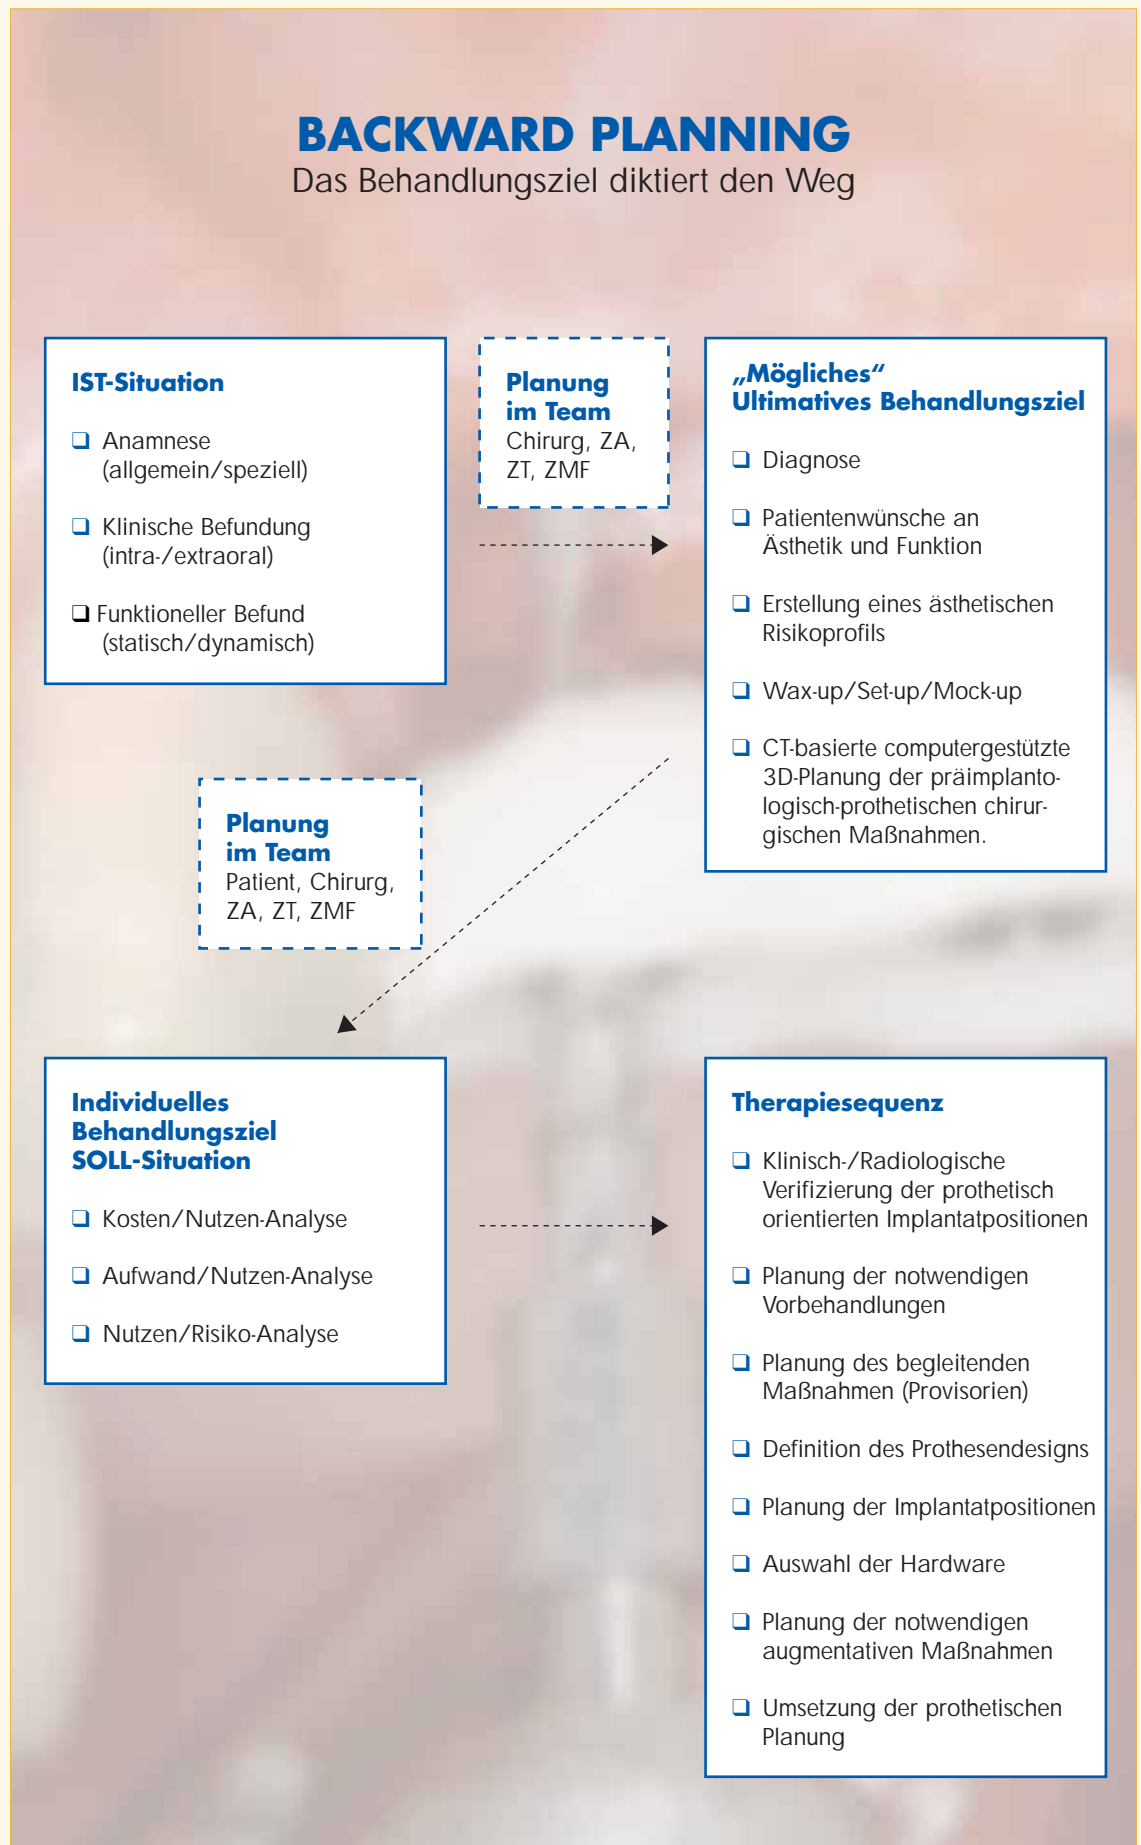 BACKWARD PLANNING
Das Behandlungsziel diktiert den Weg
IST-Situation
❑ Anamnese
(allgemein/speziell)
❑ Klinische Befundung
(intra-/extraoral)
❑ Funktioneller Befund
(statisch/dynamisch)
Planung
im Team
Chirurg, ZA,
ZT, ZMF
„Mögliches“
Ultimatives Behandlungsziel
❑ Diagnose
❑ Patientenwünsche an
Ästhetik und Funktion
❑ Erstellung eines ästhetischen
Risikoprofils
❑ Wax-up/Set-up/Mock-up
❑ CT-basierte computergestützte
3D-Planung der präimplanto-
logisch-prothetischen chirur-
gischen Maßnahmen.
Planung
im Team
Patient, Chirurg,
ZA, ZT, ZMF
Individuelles
Behandlungsziel
SOLL-Situation
❑ Kosten/Nutzen-Analyse
❑ Aufwand/Nutzen-Analyse
❑ Nutzen/Risiko-Analyse
Therapiesequenz
❑ Klinisch-/Radiologische
Verifizierung der prothetisch
orientierten Implantatpositionen
❑ Planung der notwendigen
Vorbehandlungen
❑ Planung des begleitenden
Maßnahmen (Provisorien)
❑ Definition des Prothesendesigns
❑ Planung der Implantatpositionen
❑ Auswahl der Hardware
❑ Planung der notwendigen
augmentativen Maßnahmen
❑ Umsetzung der prothetischen
Planung